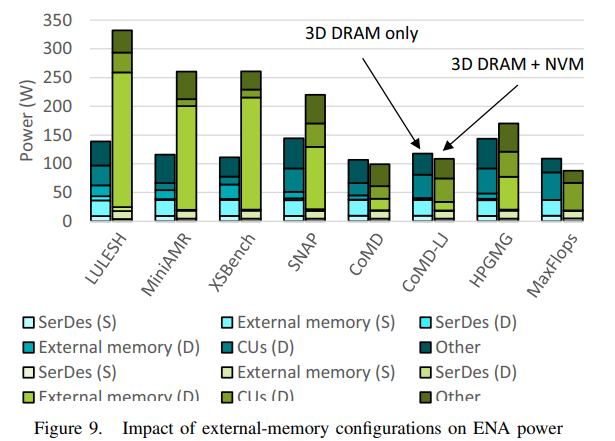 350
300
250
200
150
100
50
0
Power (W)
3D DRAM only
3D DRAM + NVM
LULESH
MiniAMR
XSBench
SNAP
CoMD
CoMD-LJ
HPGMG
MaxFlops
SerDes (S) External memory (S) SerDes (D)
External memory (D) CUs (D) Other
SerDes (S) External memory (S) SerDes (D)
External memory (D) CUs (D) Other
Figure 9. Impact of external-memory configurations on ENA power